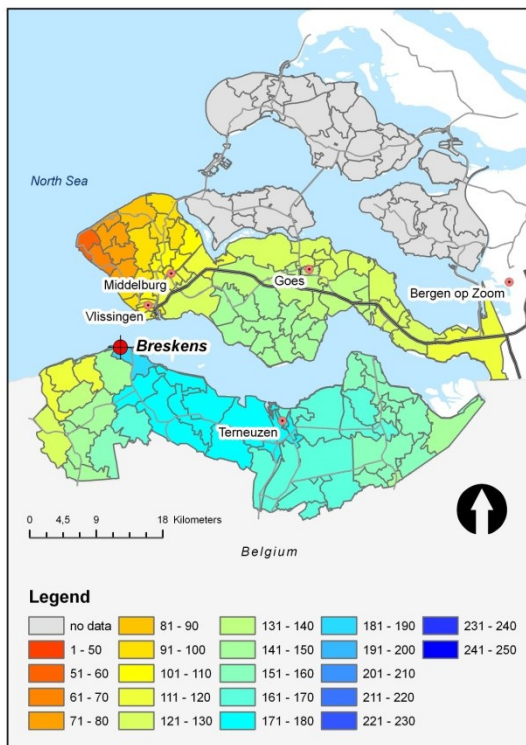 North Sea
Middelburg
Goes
Bergen op Zoom
Vlissingen
Breskens
Terneuzen
0 4,5 9 18 Kilometers
Belgium
Legend
no data
1 - 50
51 - 60
61 - 70
71 - 80
81 - 90
91 - 100
101 - 110
111 - 120
121 - 130
131 - 140
141 - 150
151 - 160
161 - 170
171 - 180
181 - 190
191 - 200
201 - 210
211 - 220
221 - 230
231 - 240
241 - 250